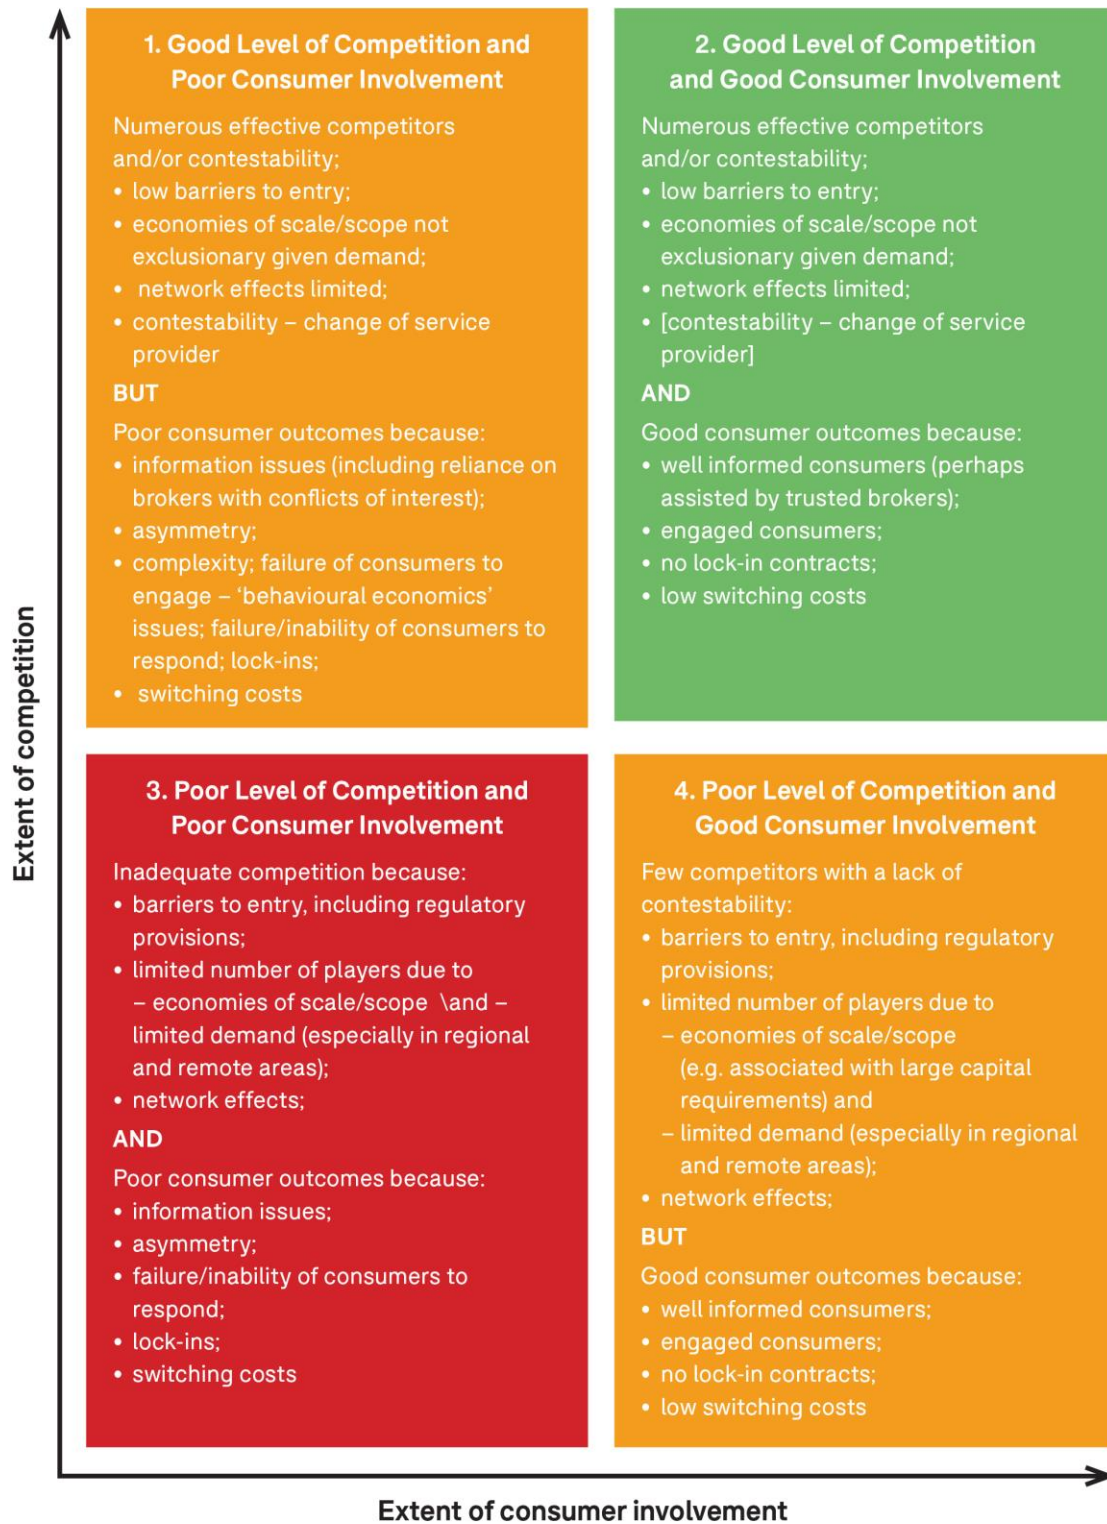 1. Good Level of Competition and
Poor Consumer Involvement
Numerous effective competitors
and/or contestability;
• low barriers to entry;
• economies of scale/scope not
exclusionary given demand;
• network effects limited;
• contestability – change of service
provider
BUT
Poor consumer outcomes because:
• information issues (including reliance on
brokers with conflicts of interest);
• asymmetry;
• complexity; failure of consumers to
engage – ‘behavioural economics’
issues; failure/inability of consumers to
respond; lock-ins;
• switching costs
2. Good Level of Competition
and Good Consumer Involvement
Numerous effective competitors
and/or contestability;
• low barriers to entry;
• economies of scale/scope not
exclusionary given demand;
• network effects limited;
• [contestability – change of service
provider]
AND
Good consumer outcomes because:
• well informed consumers (perhaps
assisted by trusted brokers);
• engaged consumers;
• no lock-in contracts;
• low switching costs
3. Poor Level of Competition and
Poor Consumer Involvement
Inadequate competition because:
• barriers to entry, including regulatory
provisions;
• limited number of players due to
– economies of scale/scope \and –
limited demand (especially in regional
and remote areas);
• network effects;
AND
Poor consumer outcomes because:
• information issues;
• asymmetry;
• failure/inability of consumers to
respond;
• lock-ins;
• switching costs
4. Poor Level of Competition and
Good Consumer Involvement
Few competitors with a lack of
contestability:
• barriers to entry, including regulatory
provisions;
• limited number of players due to
– economies of scale/scope
(e.g. associated with large capital
requirements) and
– limited demand (especially in regional
and remote areas);
• network effects;
BUT
Good consumer outcomes because:
• well informed consumers;
• engaged consumers;
• no lock-in contracts;
• low switching costs
Extent of competition
Extent of consumer involvement